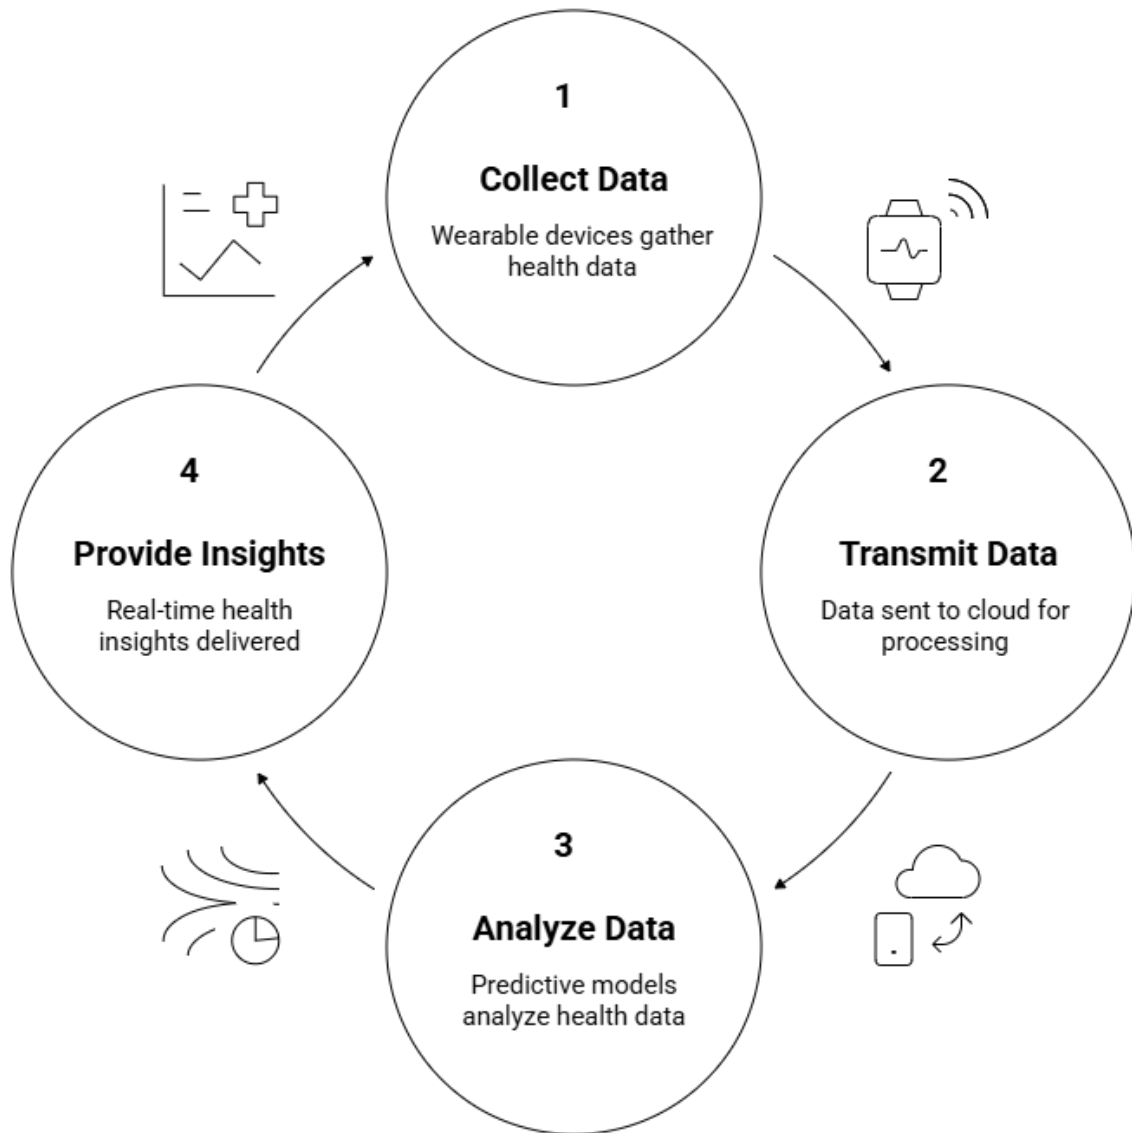 1
Collect Data
Wearable devices gather
health data
2
Transmit Data
Data sent to cloud for
processing
3
Analyze Data
Predictive models
analyze health data
4
Provide Insights
Real-time health
insights delivered